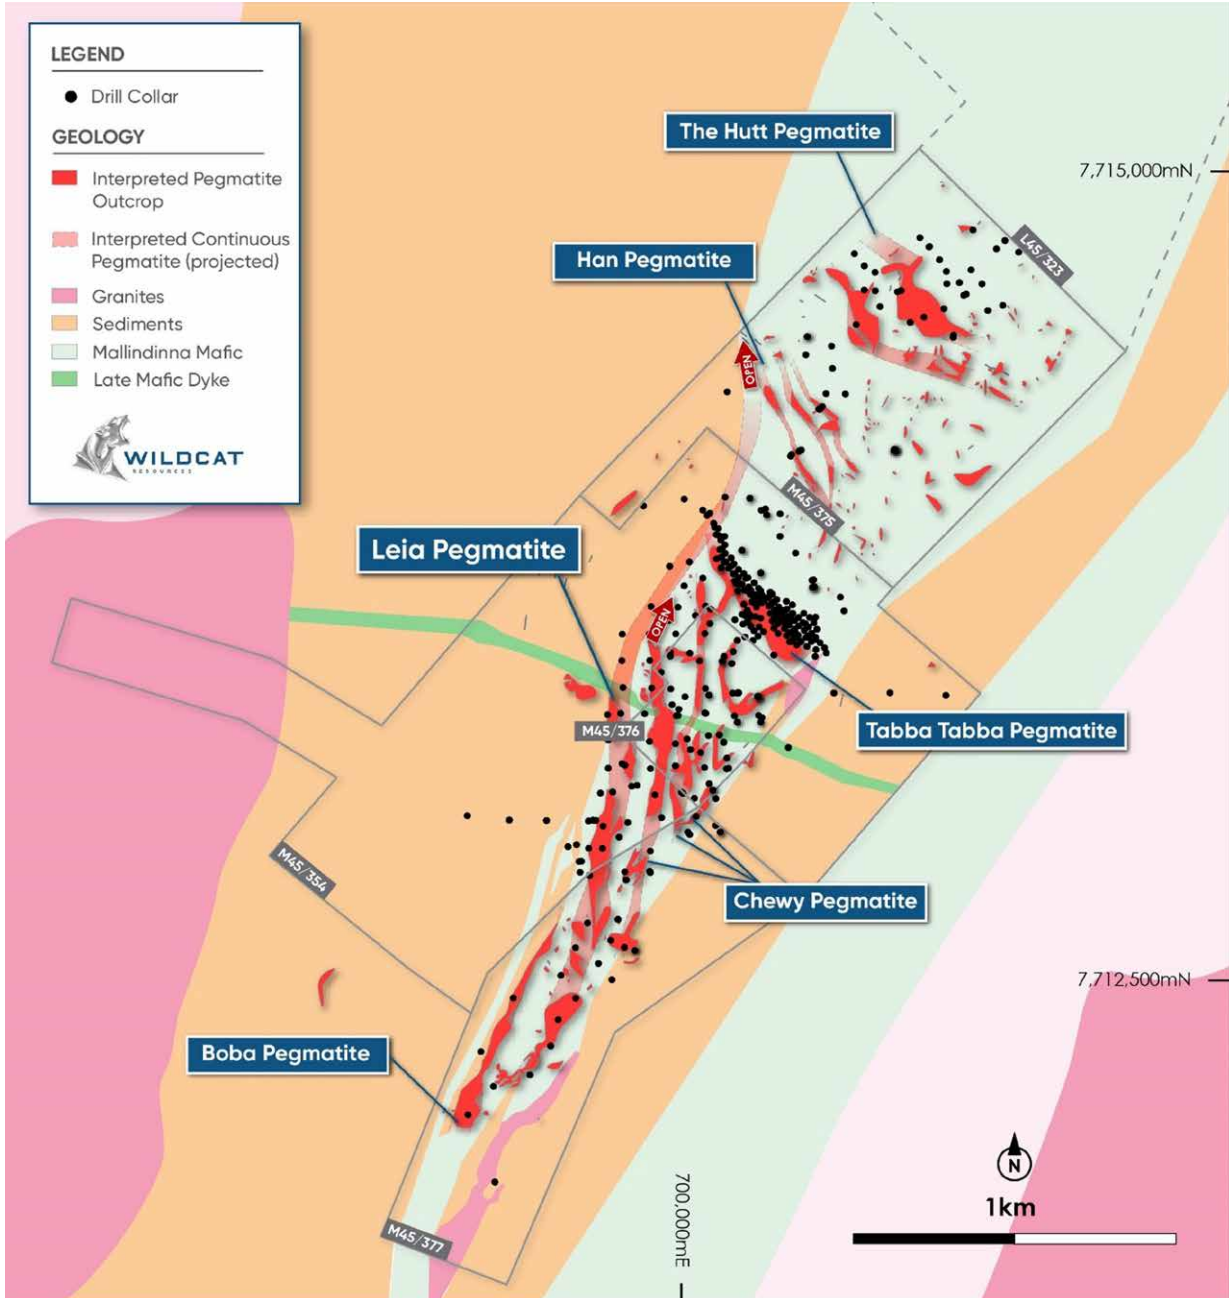 LEGEND
Drill Collar
GEOLOGY
Interpreted Pegmatite
Outcrop
Interpreted Continuous
Pegmatite (projected)
Granites
Sediments
Mallindinna Mafic
Late Mafic Dyke
WILDCAT
RESOURCES
The Hutt Pegmatite
7,715,000mN
L45/323
Han Pegmatite
OPEN
M45/375
Leia Pegmatite
OPEN
M45/376
Tabba Tabba Pegmatite
M45/354
Chewy Pegmatite
7,712,500mN
Boba Pegmatite
N
700,000mE
1km
M45/377